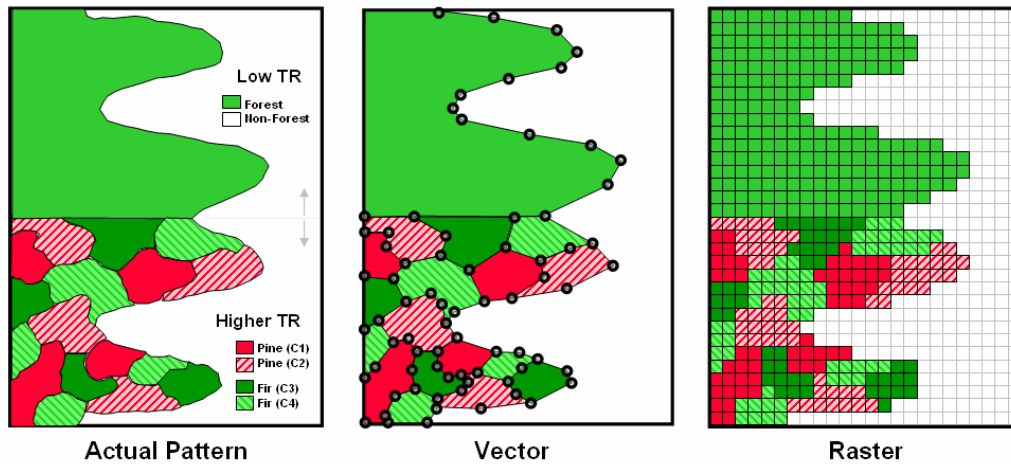 Low TR
Forest
Non-Forest
Higher TR
Pine (C1)
Pine (C2)
Fir (C3)
Fir (C4)
Actual Pattern
Vector
Raster